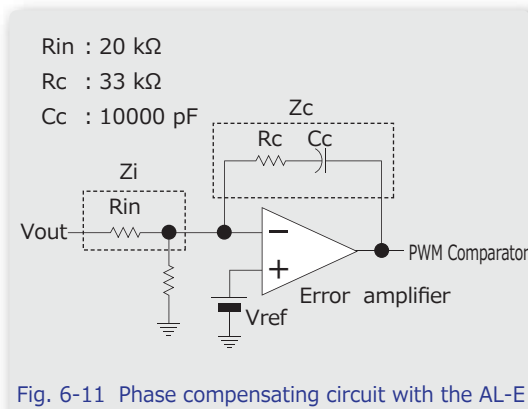 Rin : 20 kΩ
Rc : 33 kΩ
Cc : 10000 pF
Zc
Rc Cc
Zi
Rin
Vout
−
+
PWM Comparator
Error amplifier
Vref
Fig. 6-11 Phase compensating circuit with the AL-E